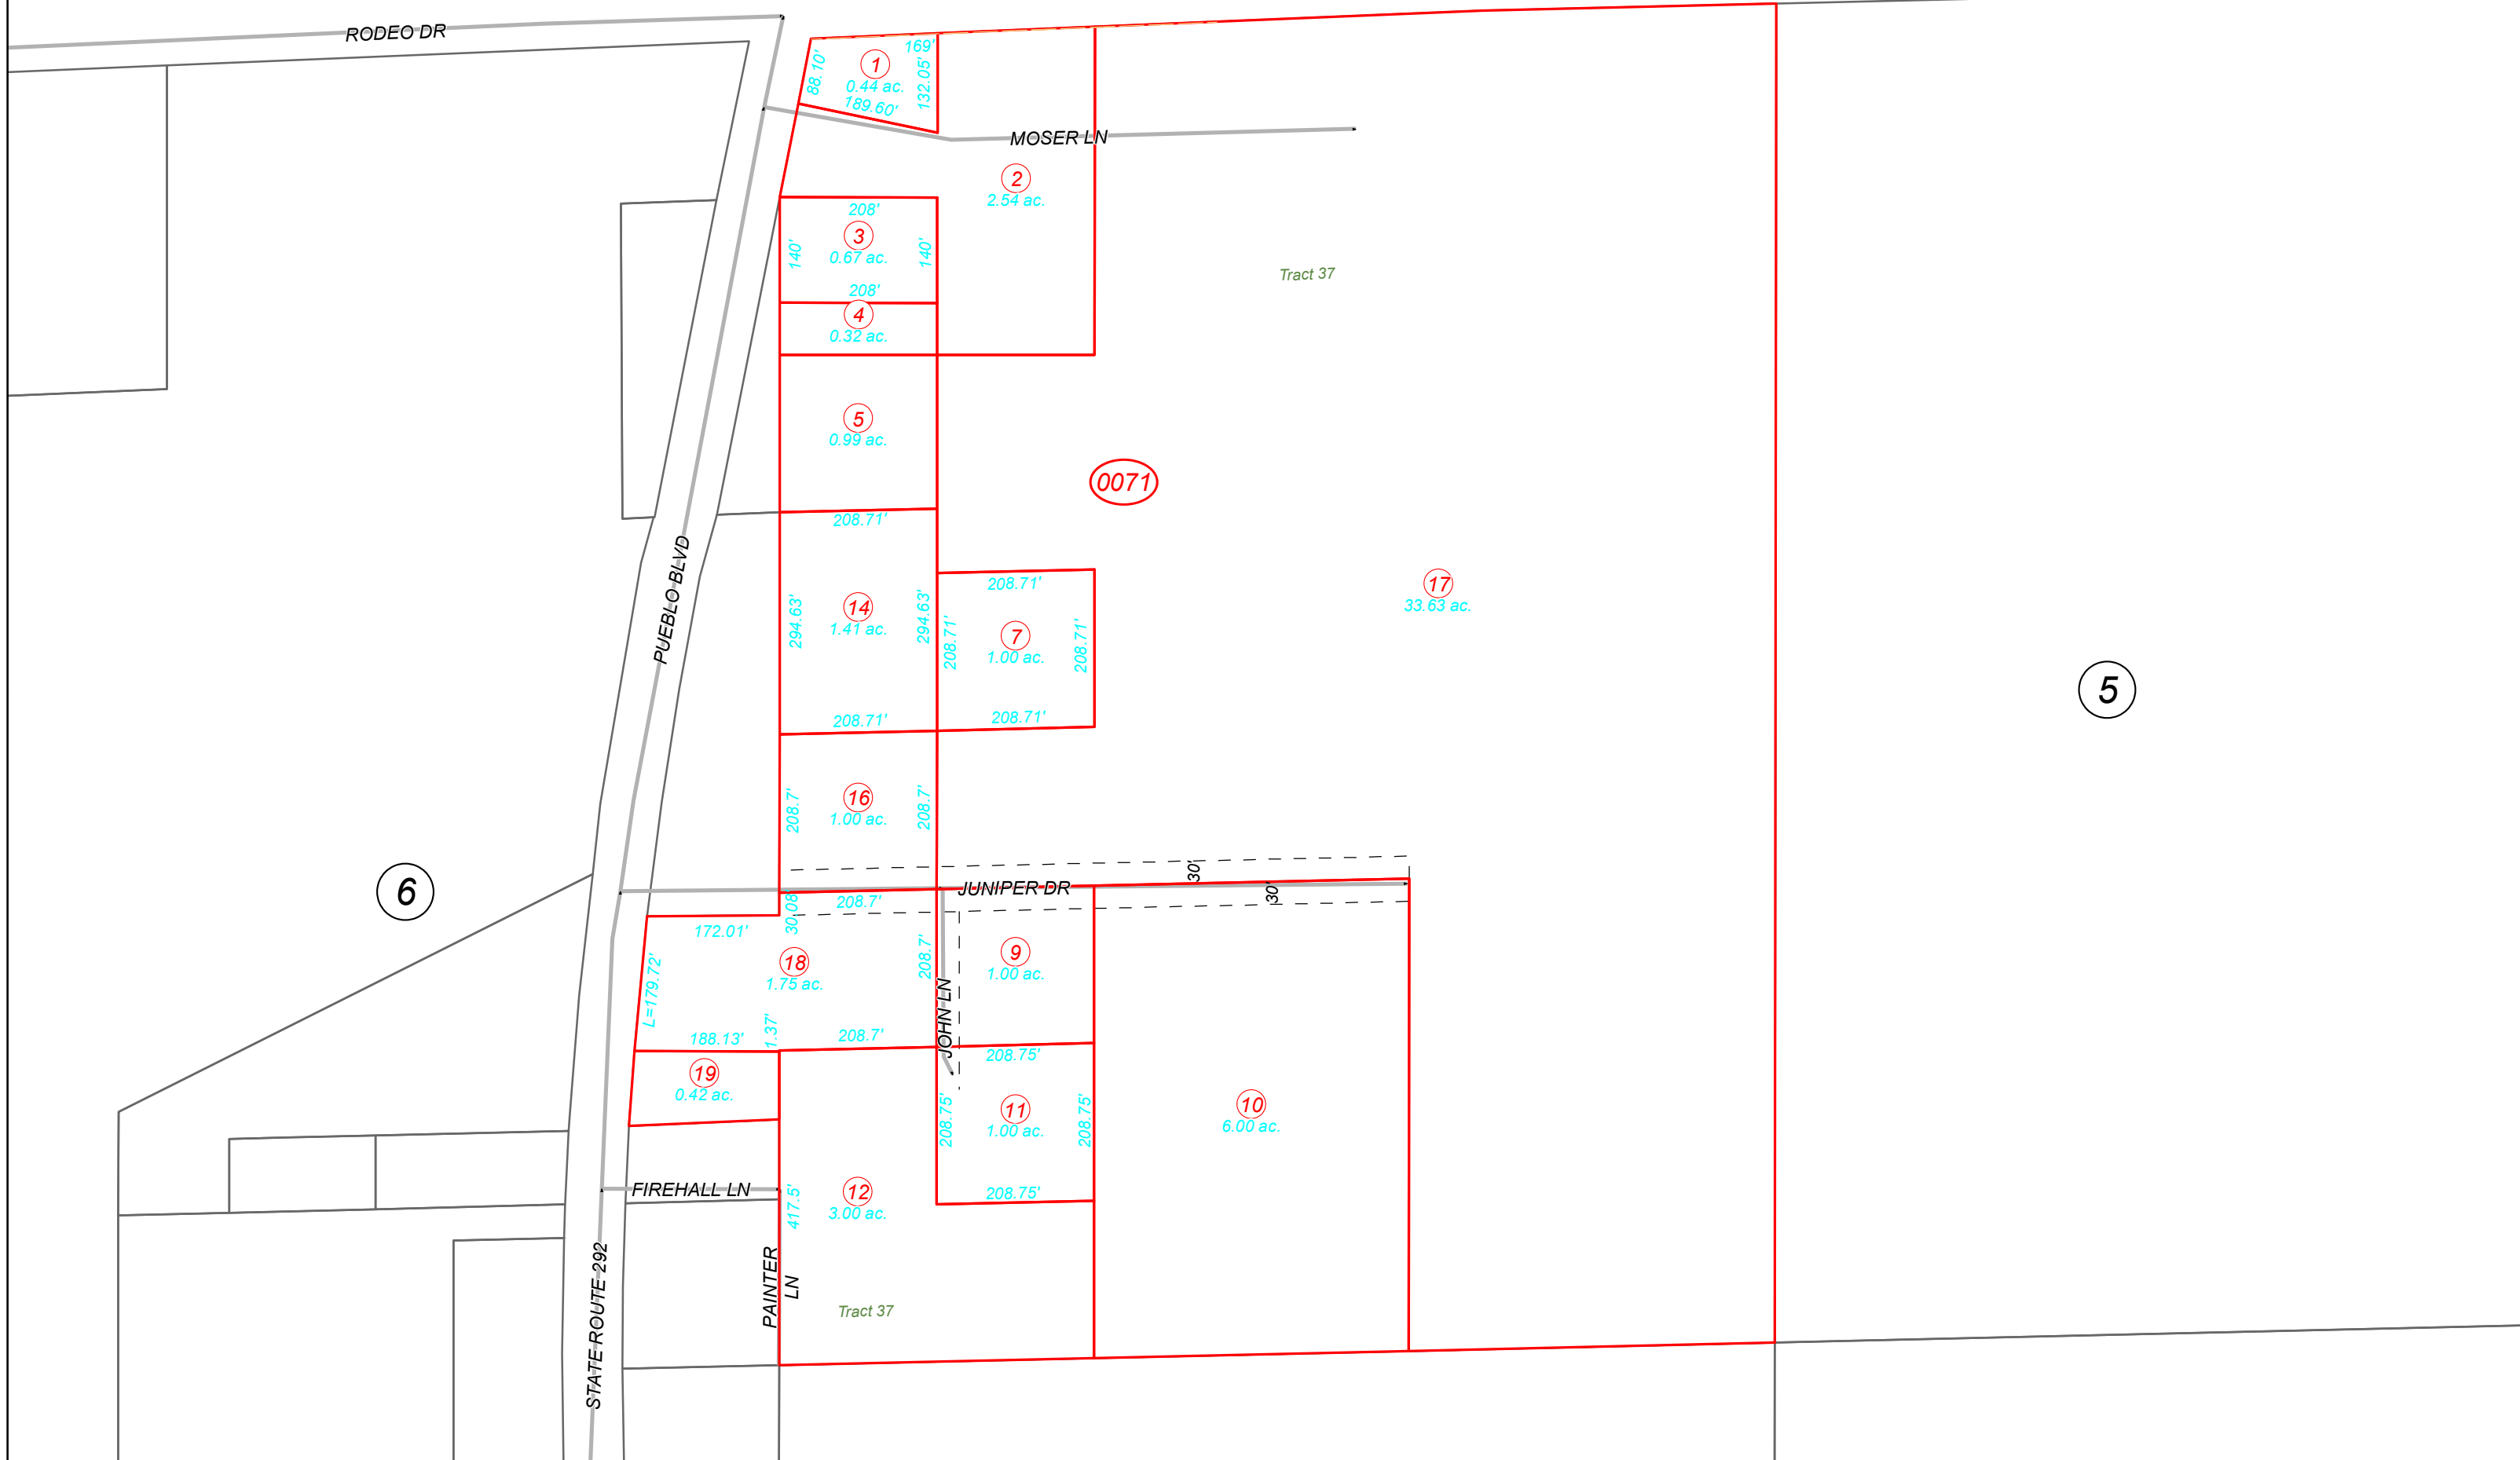 RODEO DR
169'
88.10'
1
132.05'
0.44 ac.
189.60'
MOSER LN
2
2.54 ac.
208'
3
140'
140'
0.67 ac.
Tract 37
208'
4
0.32 ac.
5
0.99 ac.
0071
208.71'
PUEBLO BLVD
17
33.63 ac.
208.71'
14
294.63'
294.63'
1.41 ac.
7
208.71'
208.71'
1.00 ac.
5
208.71'
208.71'
16
208.7'
208.7'
1.00 ac.
30'
JUNIPER DR
30'
6
208.7'
30.08'
172.01'
18
208.7'
9
1.00 ac.
1.75 ac.
L=179.72'
JOHN LN
188.13'
1.37'
208.7'
208.75'
19
0.42 ac.
11
208.75'
208.75'
1.00 ac.
10
6.00 ac.
FIREHALL LN
12
417.5'
3.00 ac.
208.75'
STATE ROUTE 292
PAINTER
LN
Tract 37